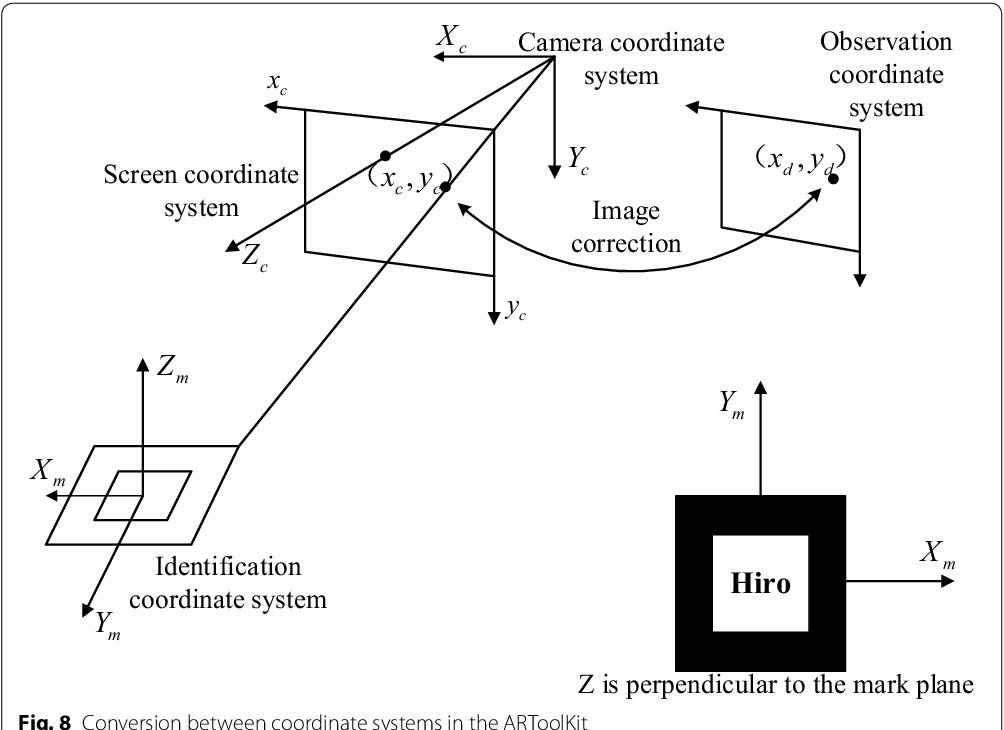 X_c
Camera coordinate
system
Observation
coordinate
system
x_c
Y_c
(x_c, y_c)
(x_d, y_d)
Screen coordinate
system
Image
correction
Z_c
y_c
Z_m
X_m
Y_m
Identification
coordinate system
Y_m
X_m
Hiro
Z is perpendicular to the mark plane
Fig. 8 Conversion between coordinate systems in the ARToolKit